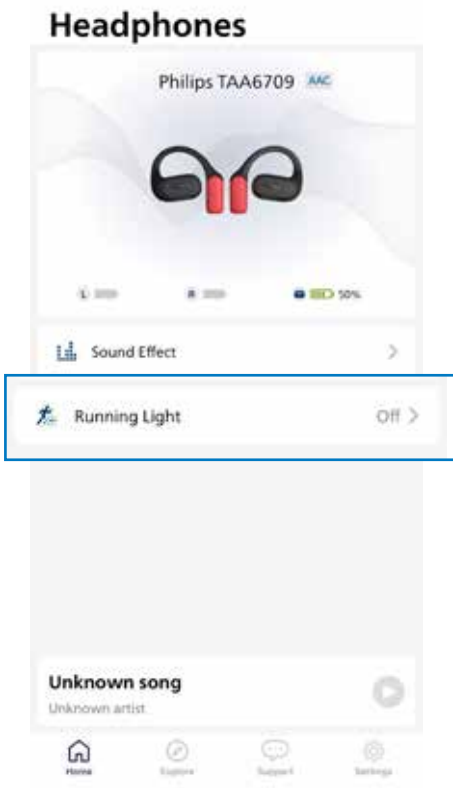 Headphones
Philips TAA6709 AAC
L R 50%
Sound Effect
Running Light Off
Unknown song
Unknown artist
Home Explore Support Settings